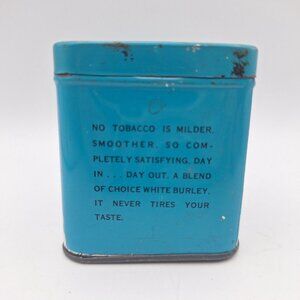 NO TOBACCO IS MILDER,
SMOOTHER, SO COM-
PLETELY SATISFYING, DAY
IN . . . DAY OUT. A BLEND
OF CHOICE WHITE BURLEY,
IT NEVER TIRES YOUR
TASTE.